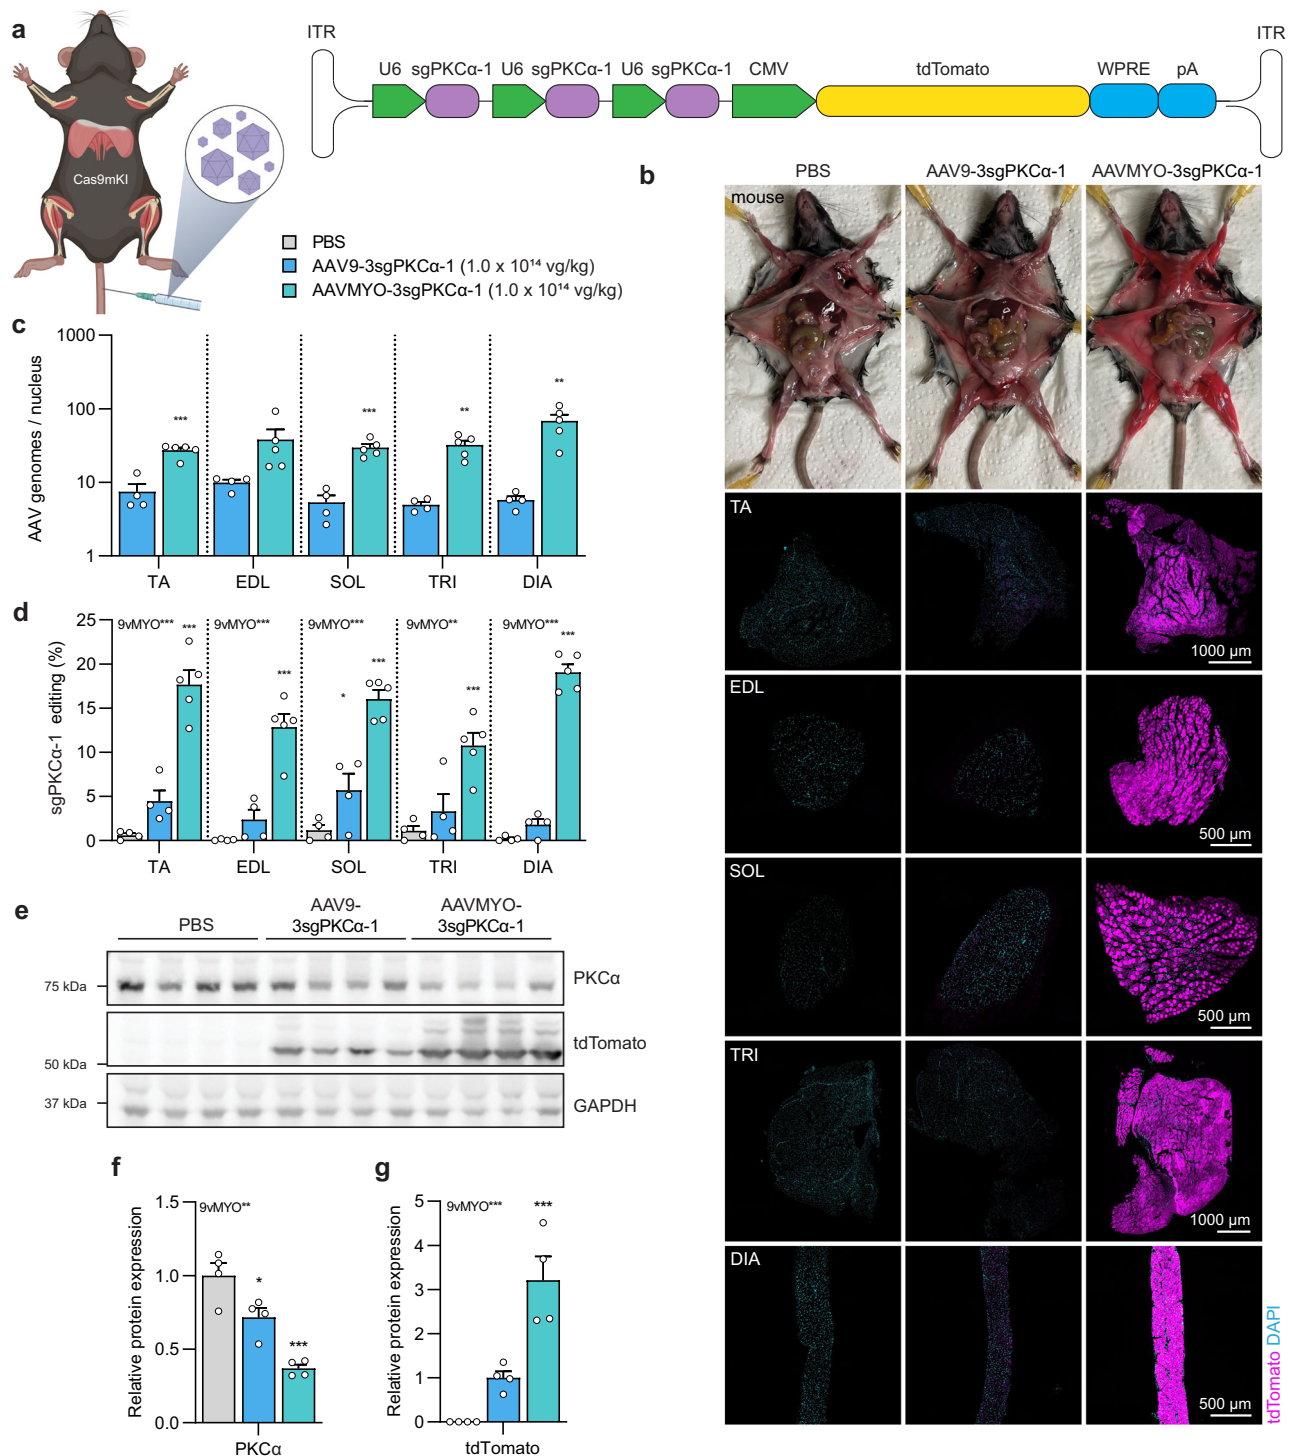 a
Cas9mKI
ITR
U6 sgPKCα-1 U6 sgPKCα-1 U6 sgPKCα-1 CMV tdTomato WPRE pA
ITR
PBS
AAV9-3sgPKCα-1 (1.0 x 10¹⁴ vg/kg)
AAVMYO-3sgPKCα-1 (1.0 x 10¹⁴ vg/kg)
b
PBS AAV9-3sgPKCα-1 AAVMYO-3sgPKCα-1
mouse
TA
1000 µm
EDL
500 µm
SOL
500 µm
TRI
1000 µm
DIA
500 µm
tdTomato DAPI
c
AAV genomes / nucleus
1000
100
10
1
*** *** ** **
TA EDL SOL TRI DIA
d
sgPKCα-1 editing (%)
25
20
15
10
5
0
9vMYO*** 9vMYO*** 9vMYO*** 9vMYO** 9vMYO***
*** *** * *** *** ***
TA EDL SOL TRI DIA
e
PBS
AAV9-
3sgPKCα-1
AAVMYO-
3sgPKCα-1
75 kDa
PKCα
50 kDa
tdTomato
37 kDa
GAPDH
f
Relative protein expression
1.5
1.0
0.5
0.0
9vMYO**
*
***
PKCα
g
Relative protein expression
5
4
3
2
1
0
9vMYO***
***
tdTomato